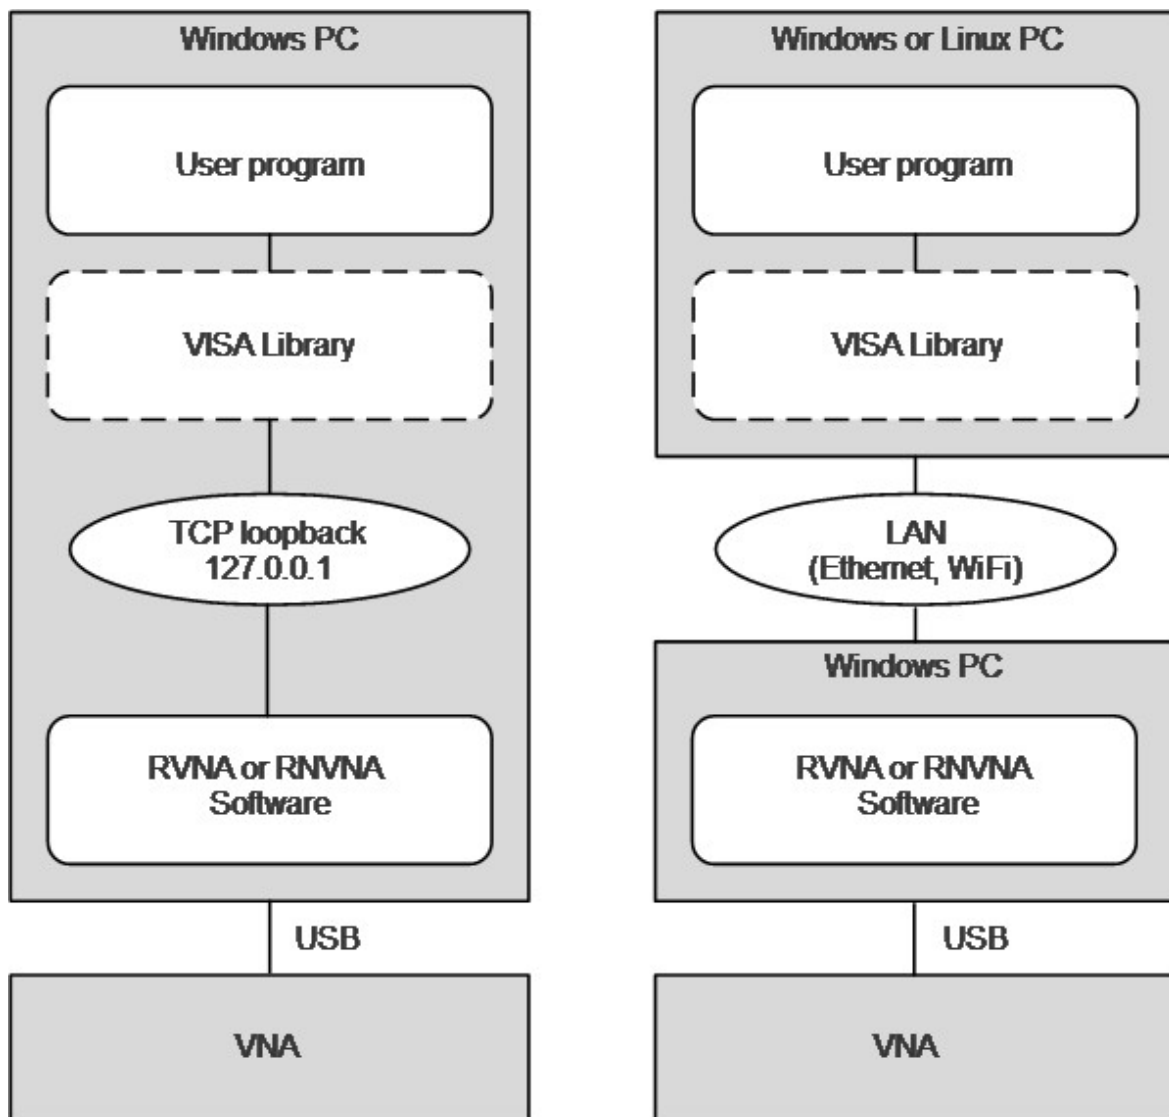 Windows PC
User program
VISA Library
TCP loopback
127.0.0.1
RVNA or RNVNA
Software
USB
VNA
Windows or Linux PC
User program
VISA Library
LAN
(Ethernet, WiFi)
Windows PC
RVNA or RNVNA
Software
USB
VNA